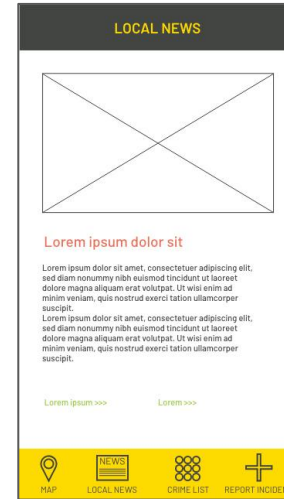 LOCAL NEWS
Lorem ipsum dolor sit
Lorem ipsum dolor sit amet, consectetuer adipiscing elit,
sed diam nonummy nibh euismod tincidunt ut laoreet
dolore magna aliquam erat volutpat. Ut wisi enim ad
minim veniam, quis nostrud exerci tation ullamcorper
suscipit.
Lorem ipsum dolor sit amet, consectetuer adipiscing elit,
sed diam nonummy nibh euismod tincidunt ut laoreet
dolore magna aliquam erat volutpat. Ut wisi enim ad
minim veniam, quis nostrud exerci tation ullamcorper
suscipit.
Lorem ipsum >>> Lorem >>>
NEWS
MAP LOCAL NEWS CRIME LIST REPORT INCIDE